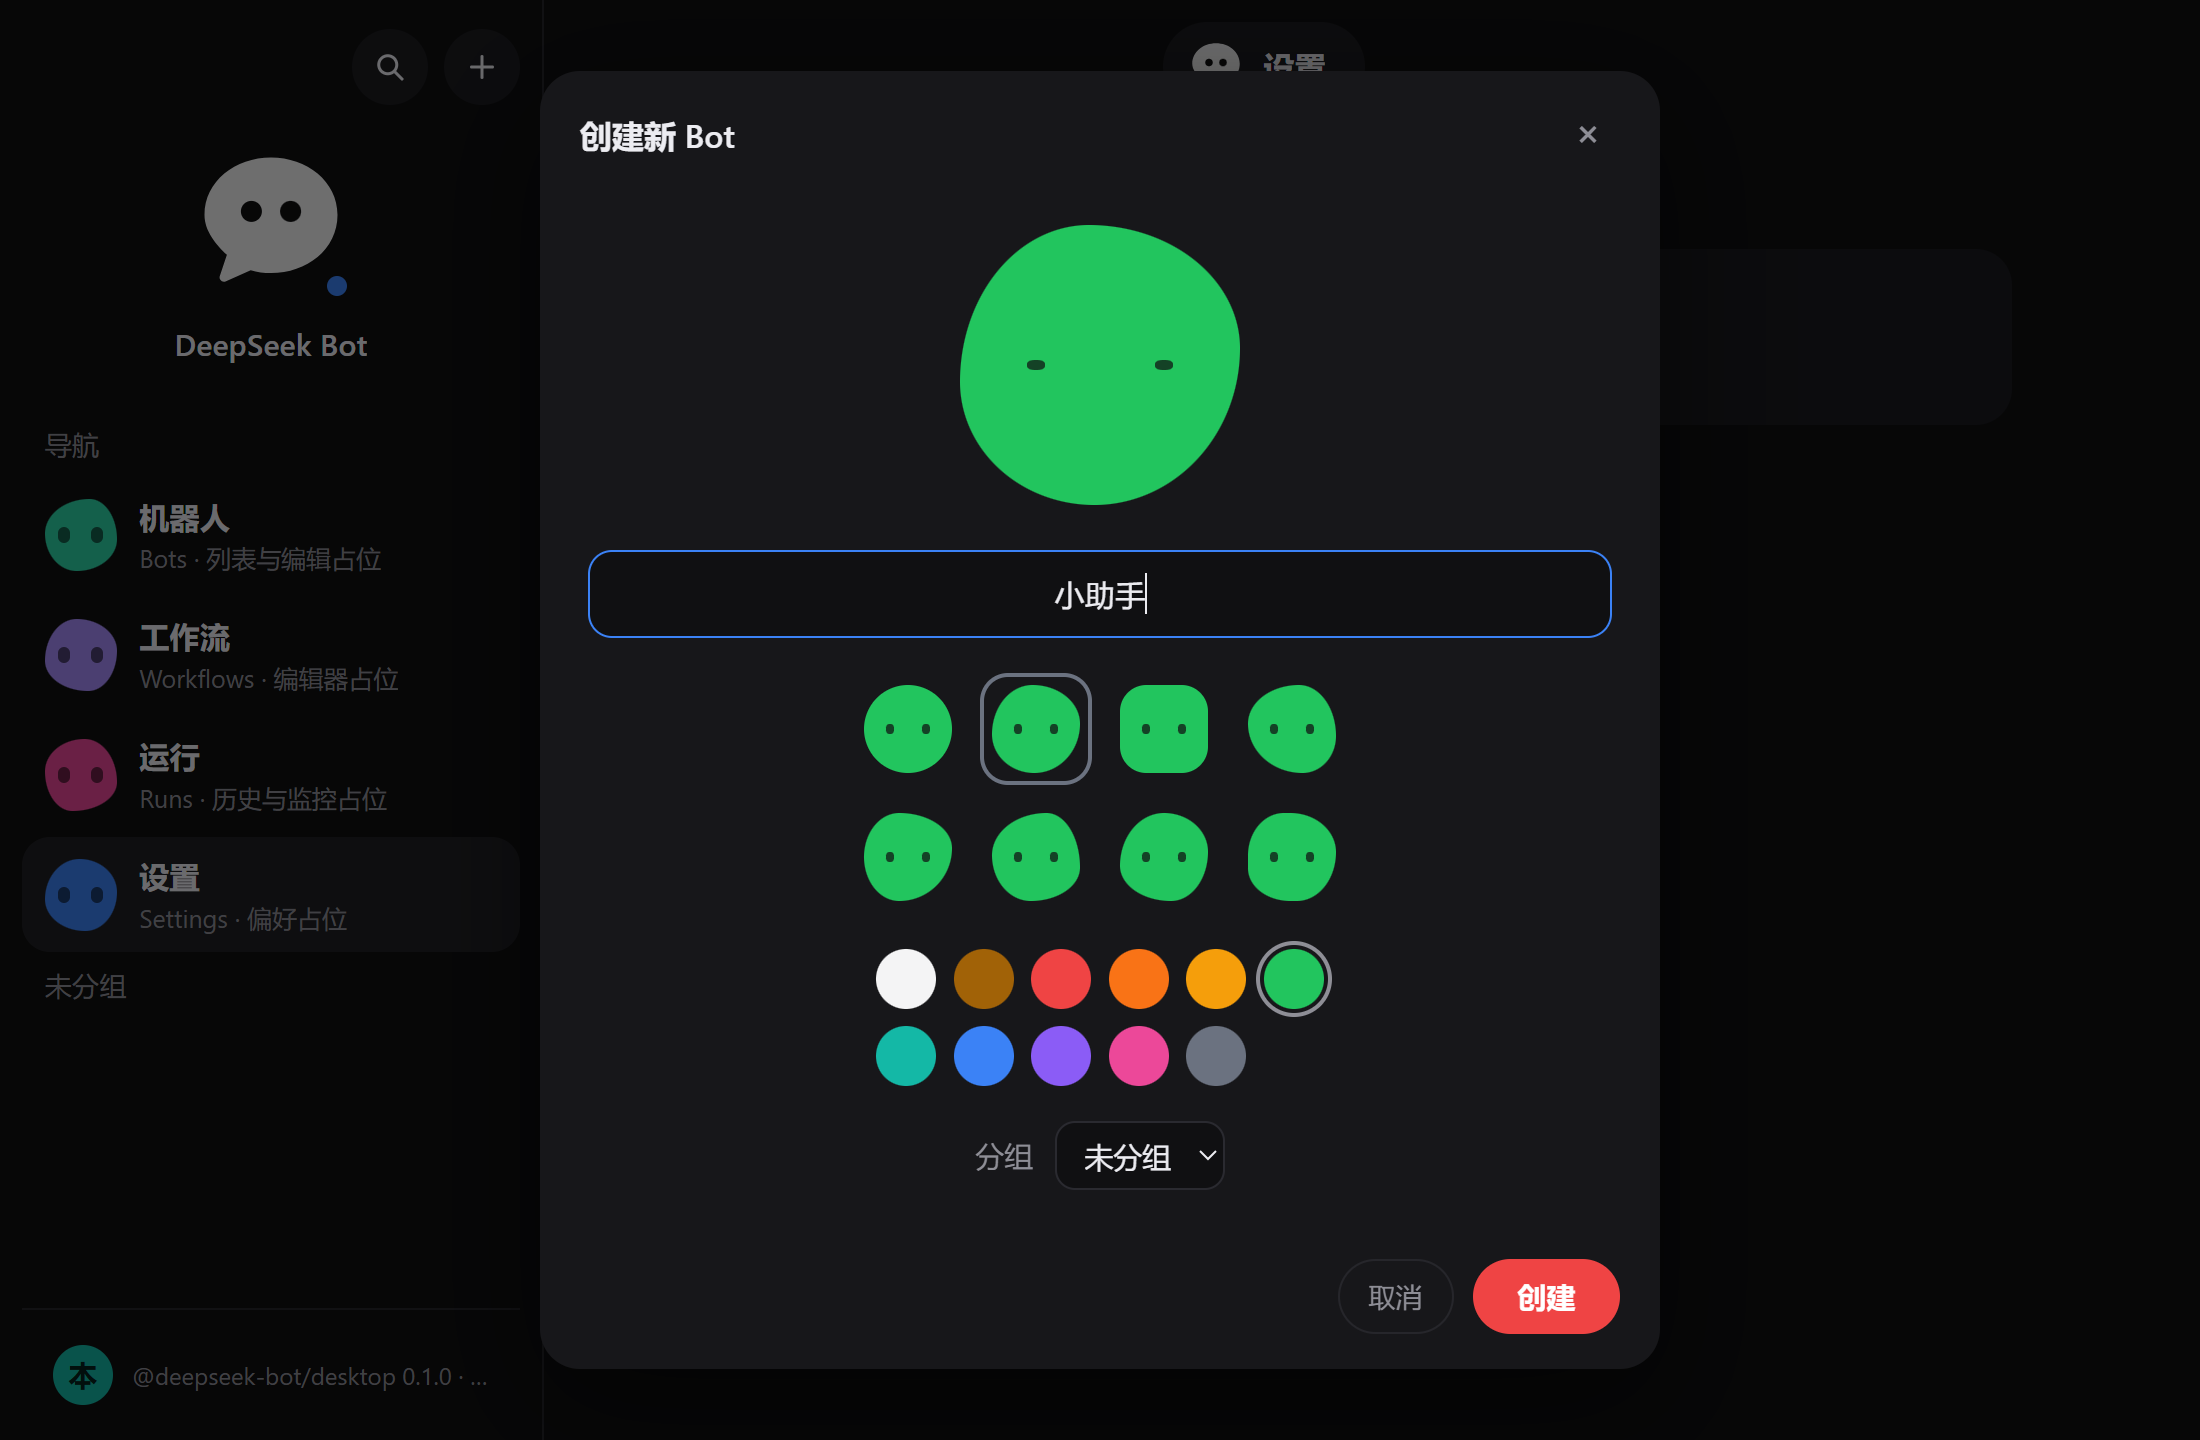 DeepSeek Bot
导航
机器人
Bots · 列表与编辑占位
工作流
Workflows · 编辑器占位
运行
Runs · 历史与监控占位
设置
Settings · 偏好占位
未分组
本
@deepseek-bot/desktop 0.1.0 · ...
设置
创建新 Bot
小助手
分组
未分组
取消
创建